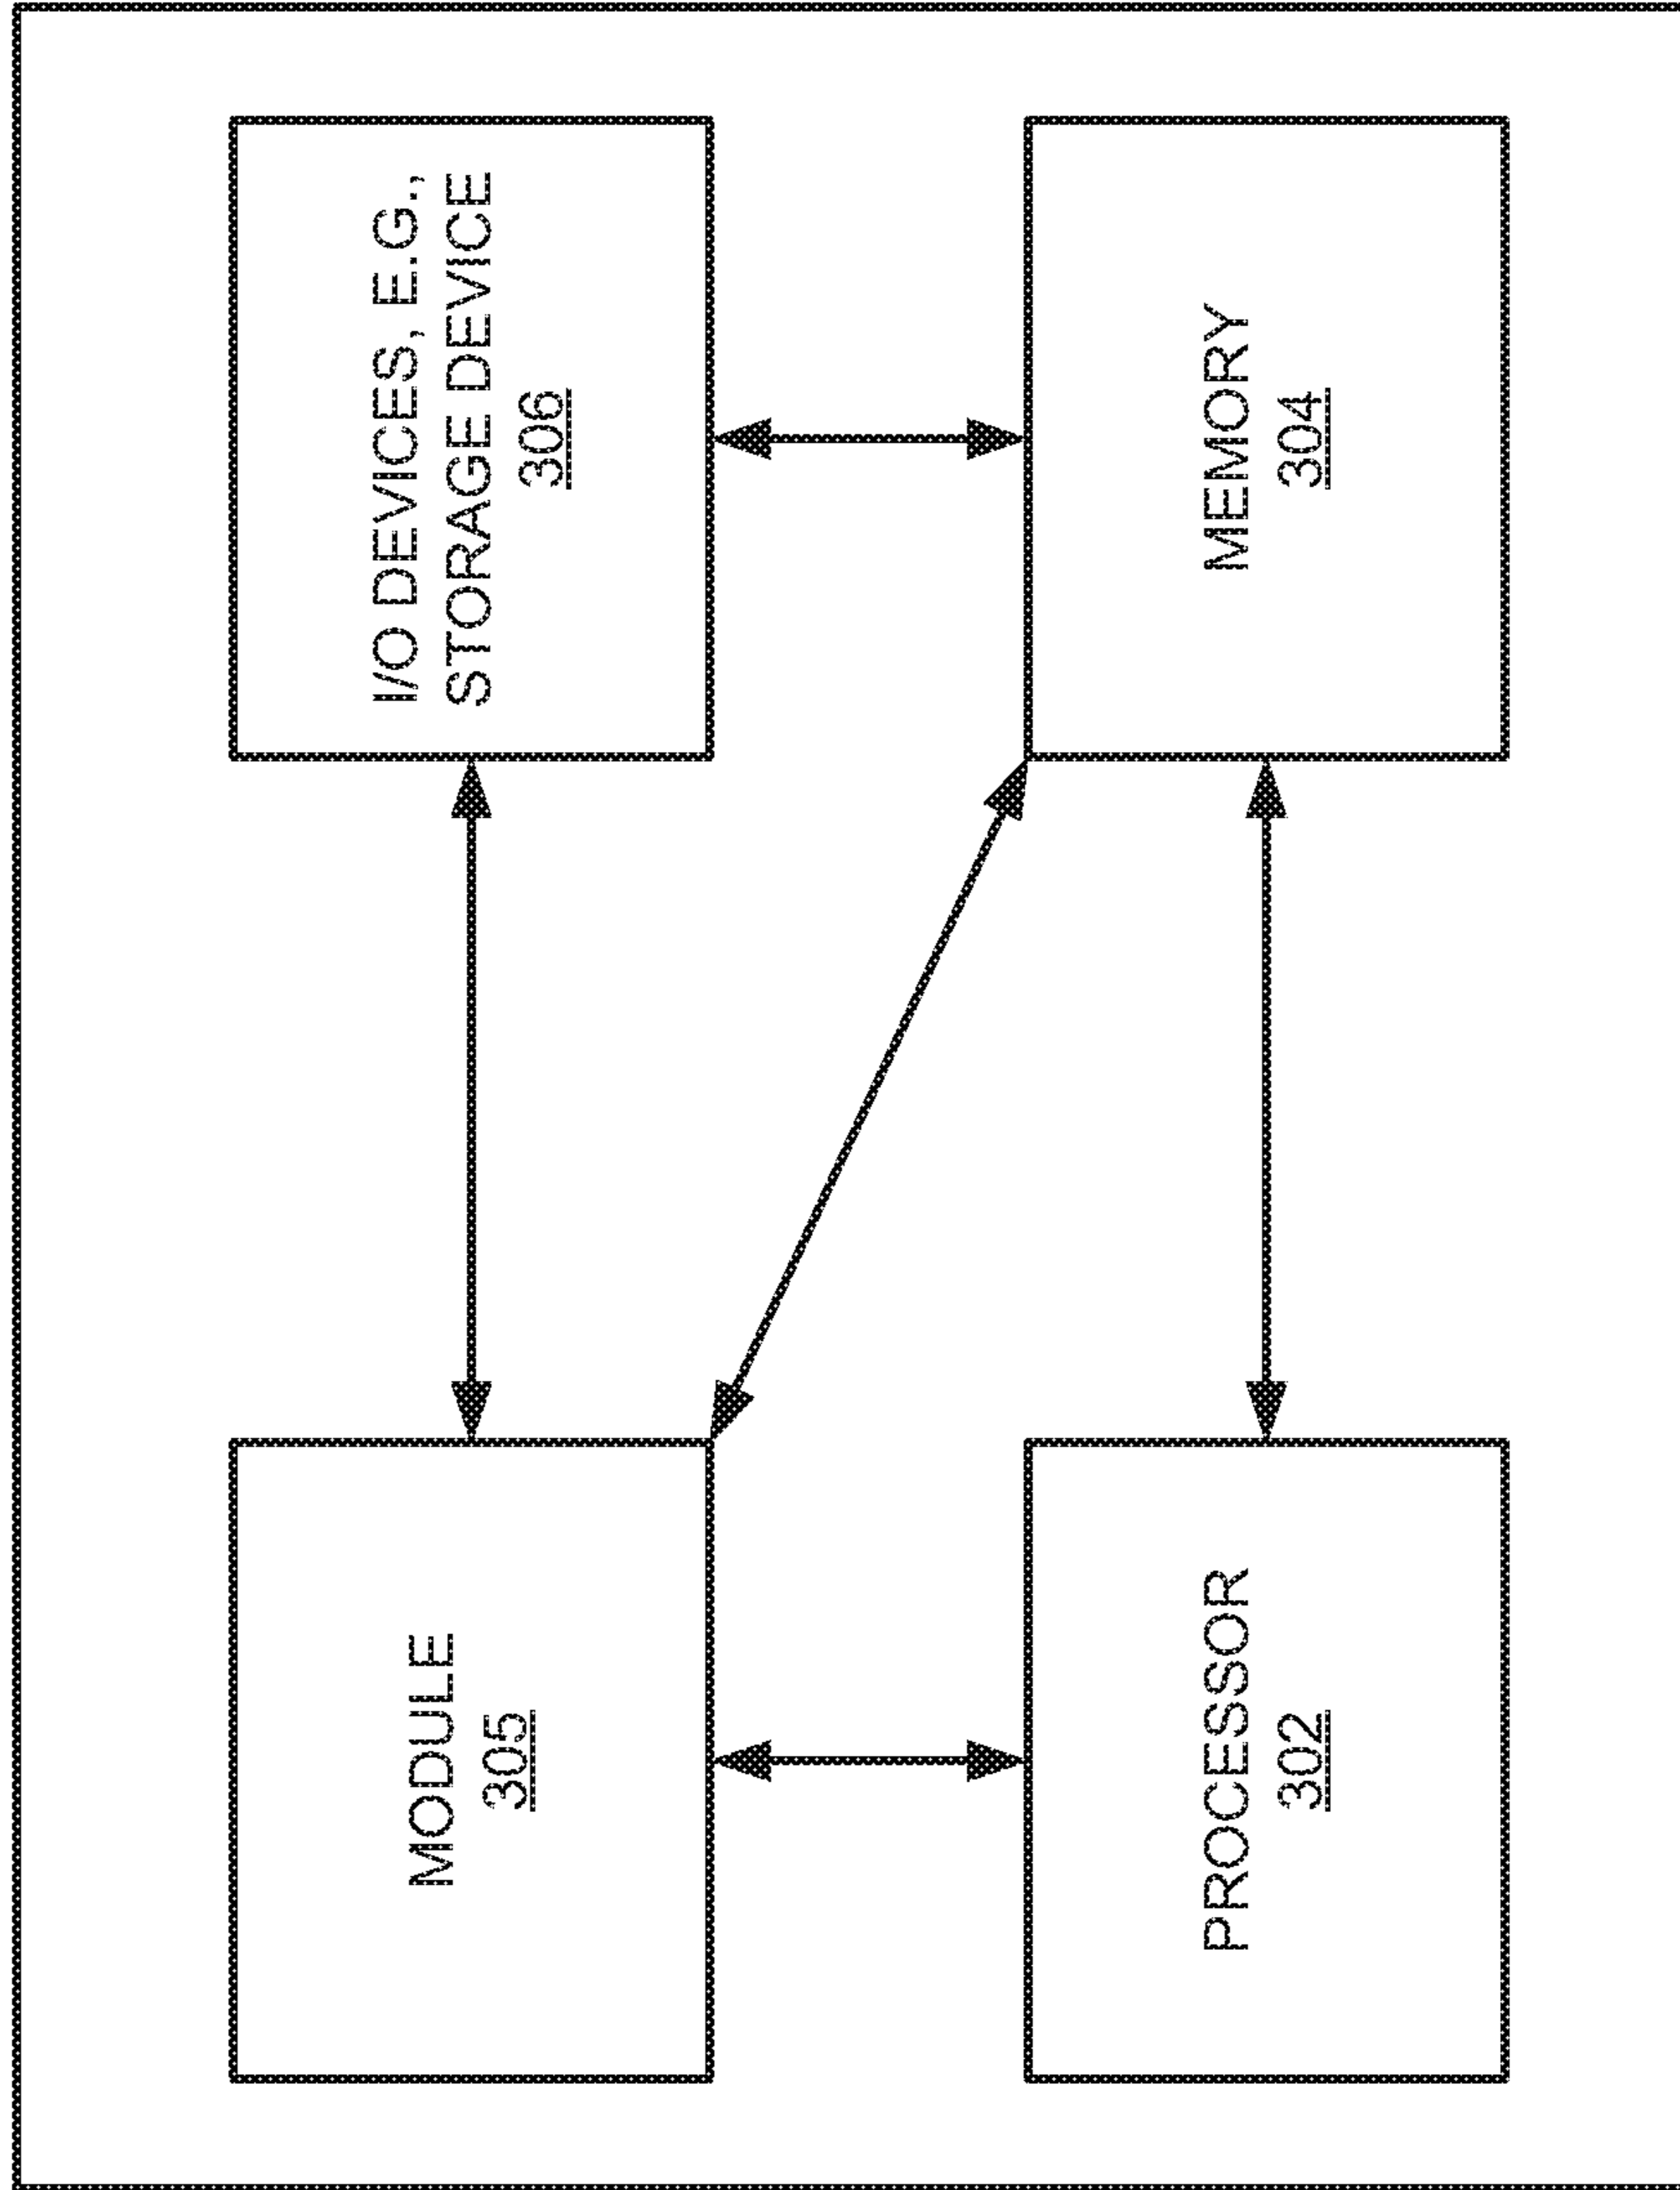 MODULE
305
I/O DEVICES, E.G.,
STORAGE DEVICE
306
PROCESSOR
302
MEMORY
304